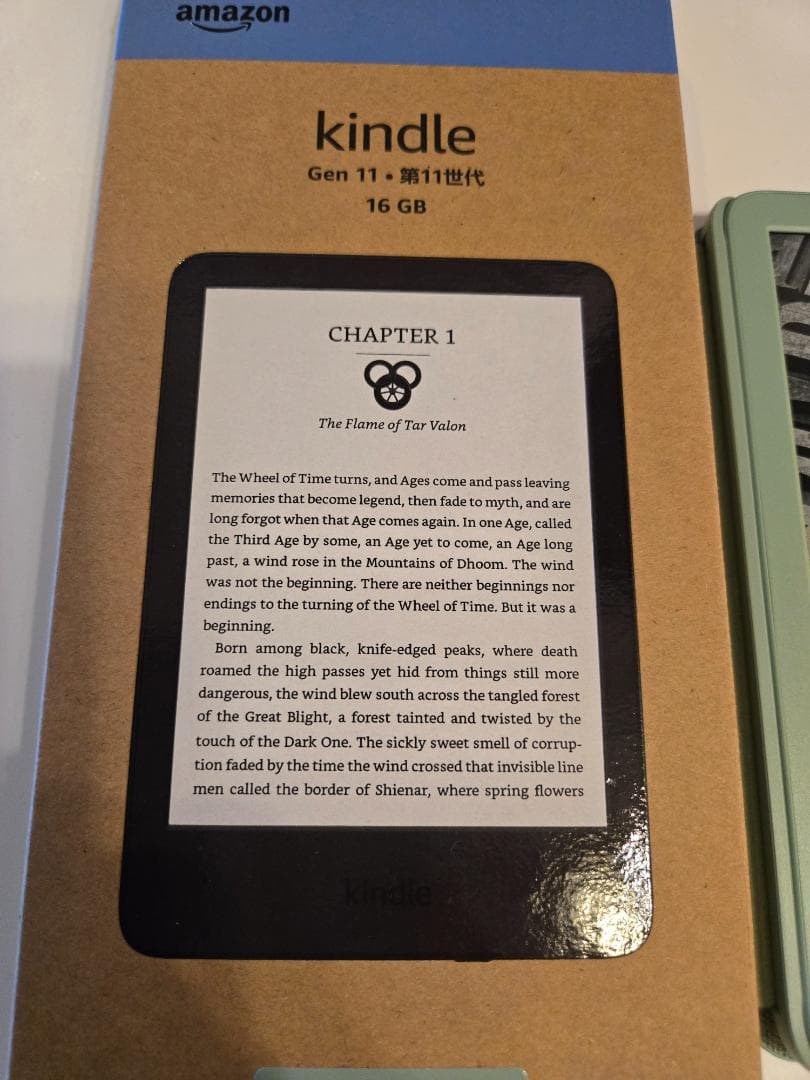 amazon
kindle
Gen 11 • 第11世代
16 GB
CHAPTER 1
The Flame of Tar Valon
The Wheel of Time turns, and Ages come and pass leaving
memories that become legend, then fade to myth, and are
long forgot when that Age comes again. In one Age, called
the Third Age by some, an Age yet to come, an Age long
past, a wind rose in the Mountains of Dhoom. The wind
was not the beginning. There are neither beginnings nor
endings to the turning of the Wheel of Time. But it was a
beginning.
Born among black, knife-edged peaks, where death
roamed the high passes yet hid from things still more
dangerous, the wind blew south across the tangled forest
of the Great Blight, a forest tainted and twisted by the
touch of the Dark One. The sickly sweet smell of corrup-
tion faded by the time the wind crossed that invisible line
men called the border of Shienar, where spring flowers
kindle